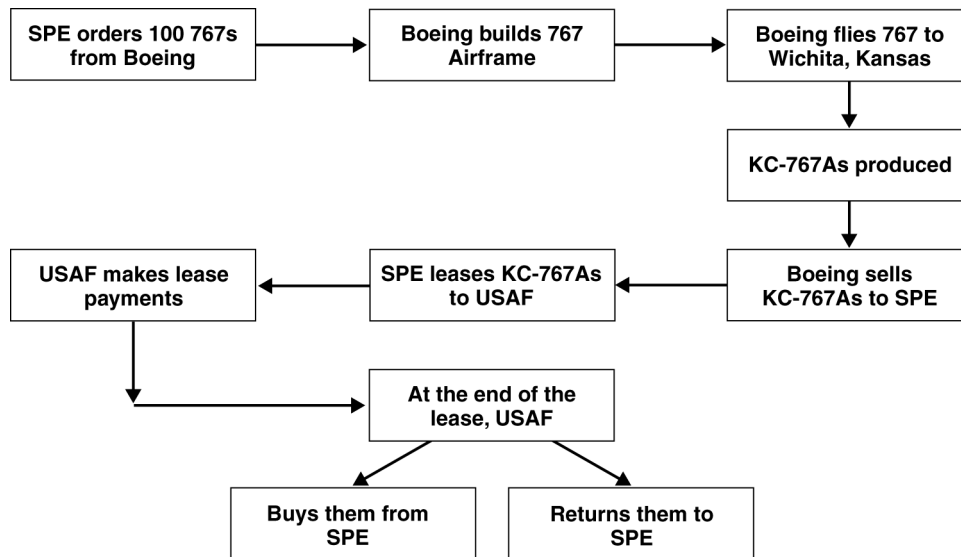 SPE orders 100 767s
from Boeing
Boeing builds 767
Airframe
Boeing flies 767 to
Wichita, Kansas
KC-767As produced
Boeing sells
KC-767As to SPE
SPE leases KC-767As
to USAF
USAF makes lease
payments
At the end of the
lease, USAF
Buys them from
SPE
Returns them to
SPE